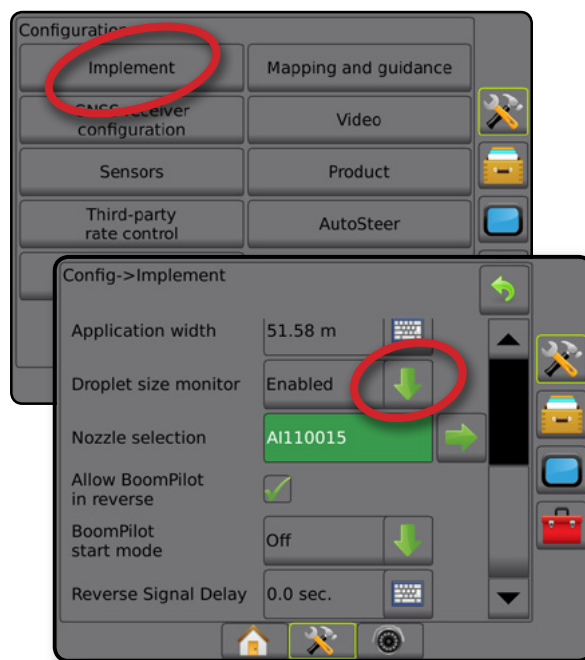 Configuration
Implement
Mapping and guidance
GNSS receiver
configuration
Video
Sensors
Product
Third-party
rate control
AutoSteer
Config->Implement
Application width
51.58 m
Droplet size monitor
Enabled
Nozzle selection
AI110015
Allow BoomPilot
in reverse
BoomPilot
start mode
Off
Reverse Signal Delay
0.0 sec.